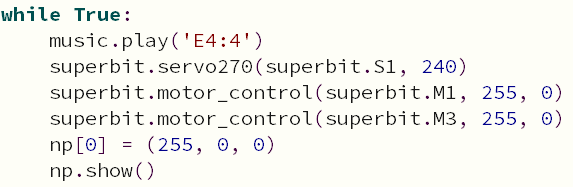 while True:
    music.play('E4:4')
    superbit.servo270(superbit.S1, 240)
    superbit.motor_control(superbit.M1, 255, 0)
    superbit.motor_control(superbit.M3, 255, 0)
    np[0] = (255, 0, 0)
    np.show()